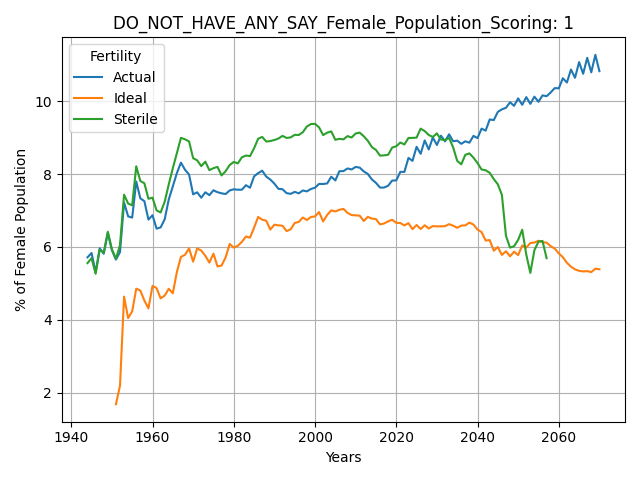 DO_NOT_HAVE_ANY_SAY_Female_Population_Scoring: 1
Fertility
Actual
Ideal
Sterile
% of Female Population
10
8
6
4
2
1940 1960 1980 2000 2020 2040 2060
Years